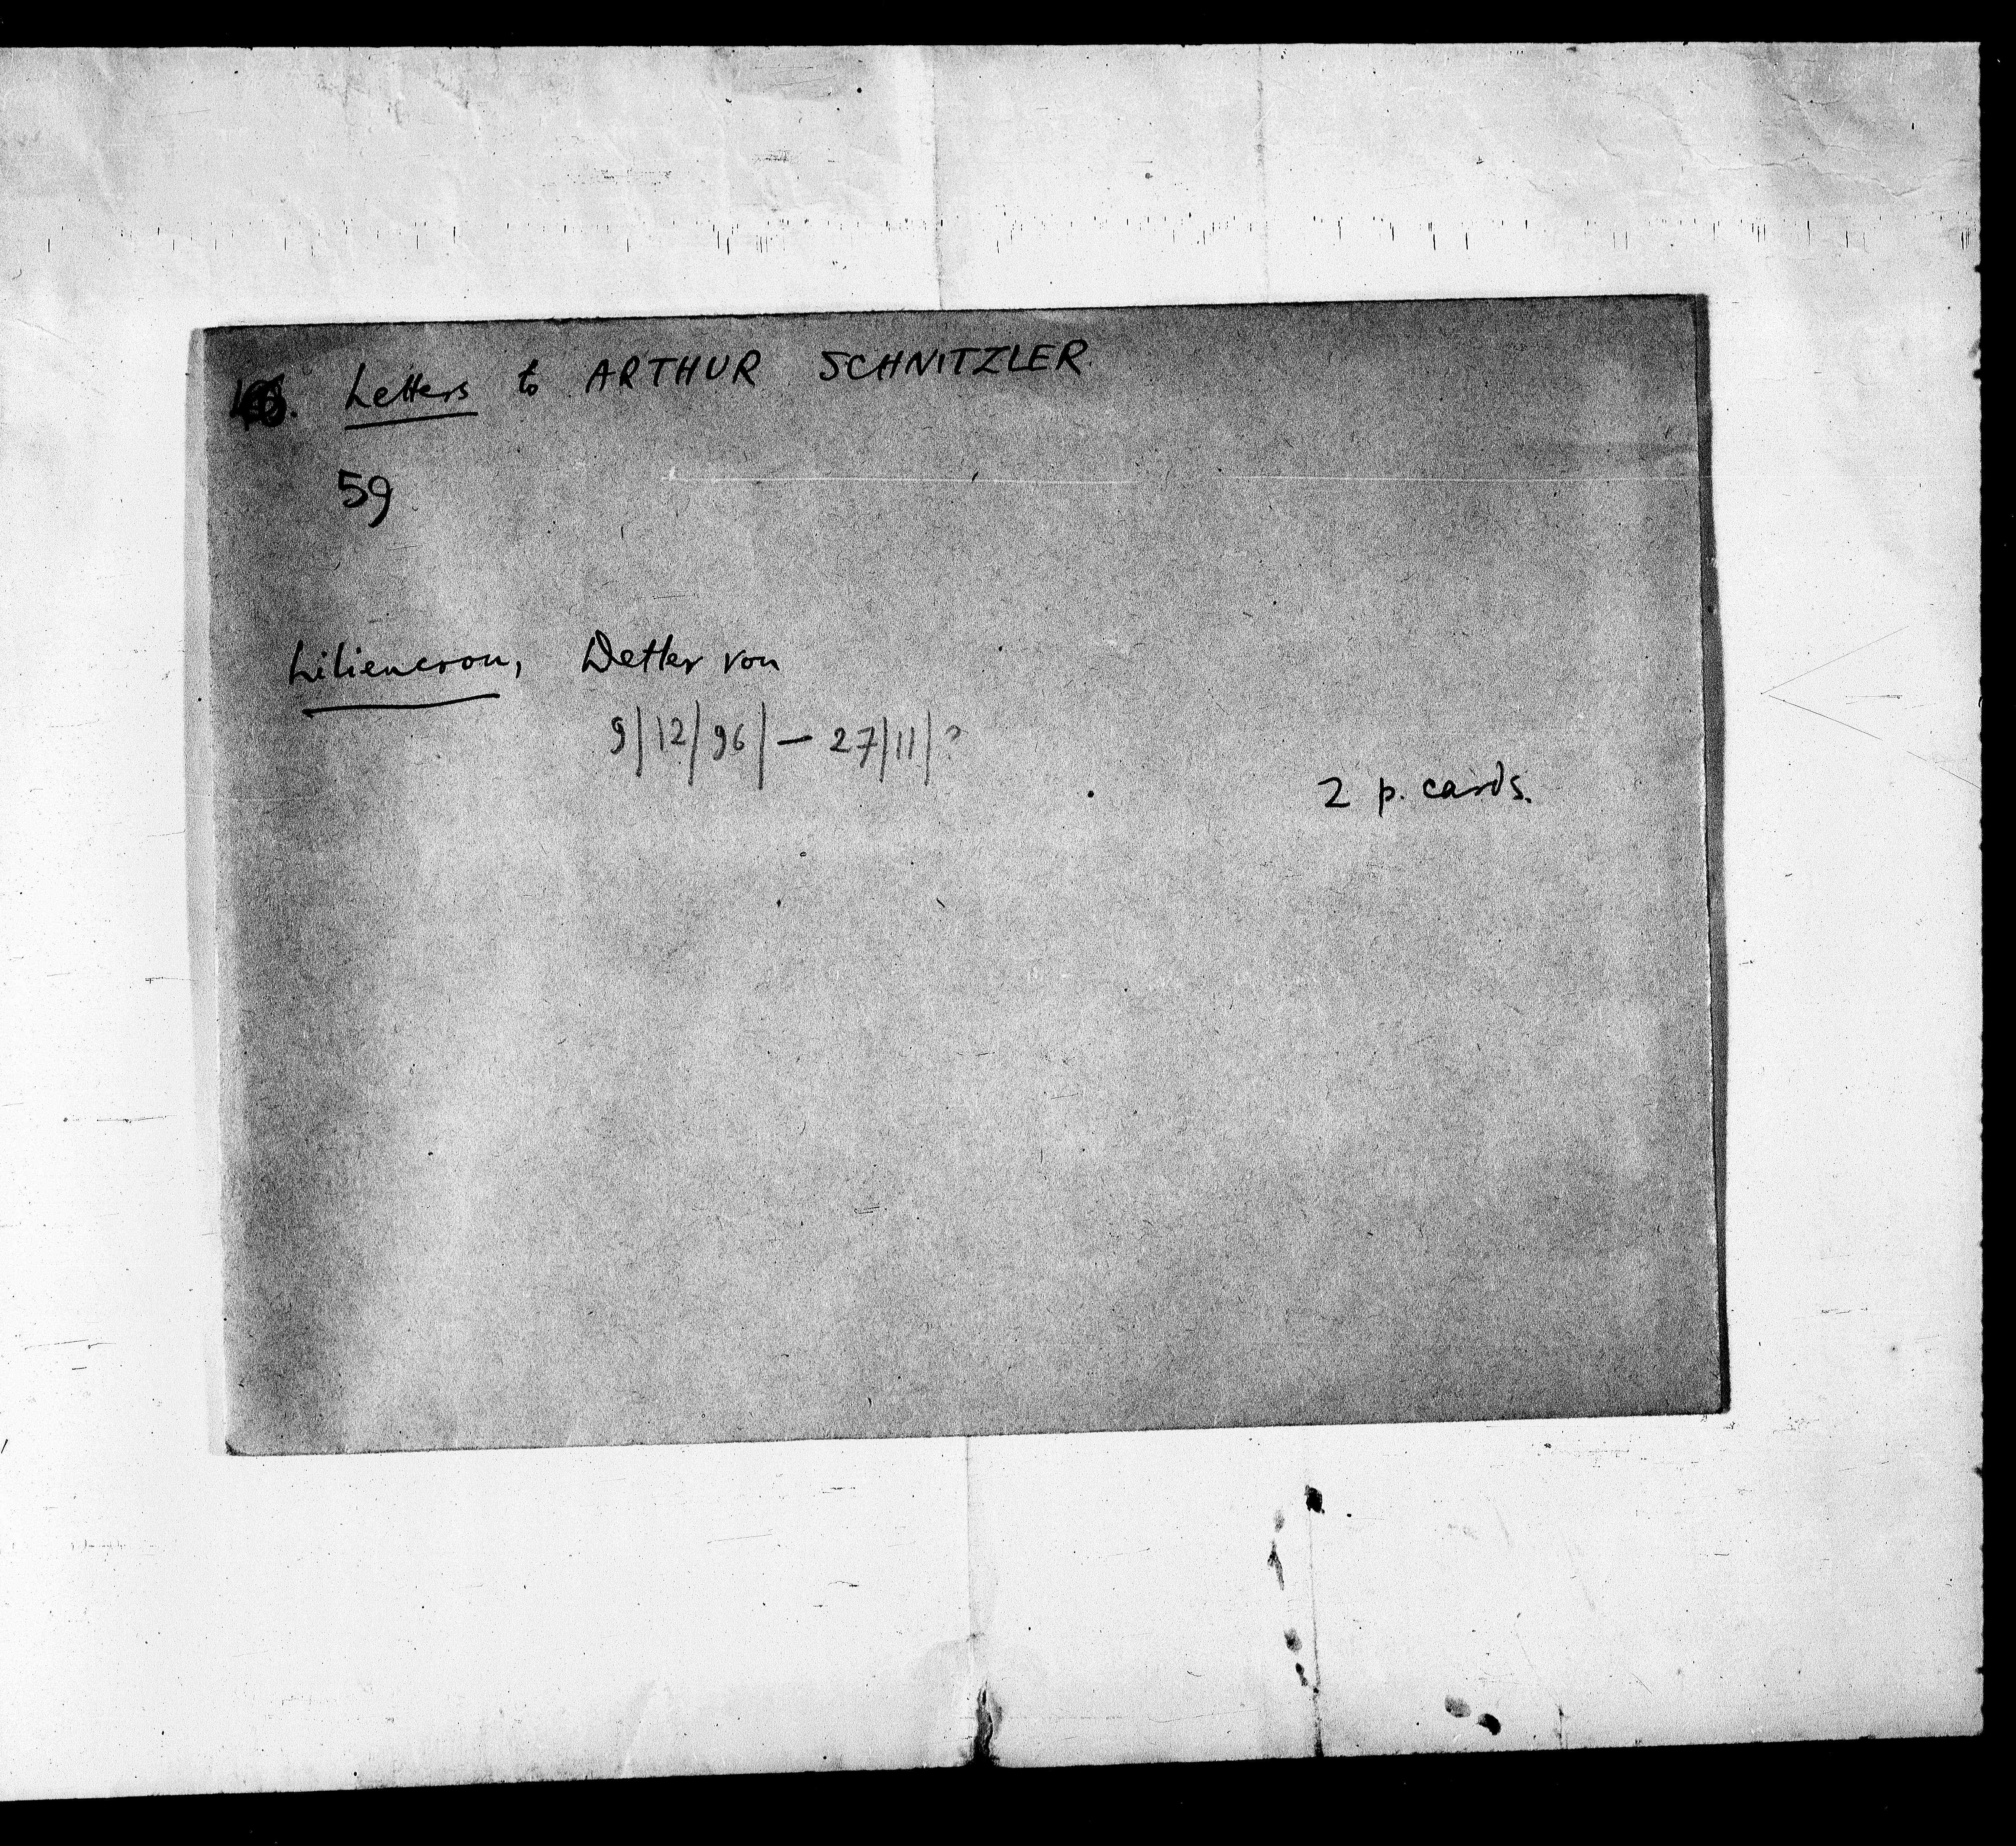 Letters to ARTHUR SCHNITZLER.
59
Liliencron, Detlev von
9/12/96/ — 27/11/?
2 p. cards.